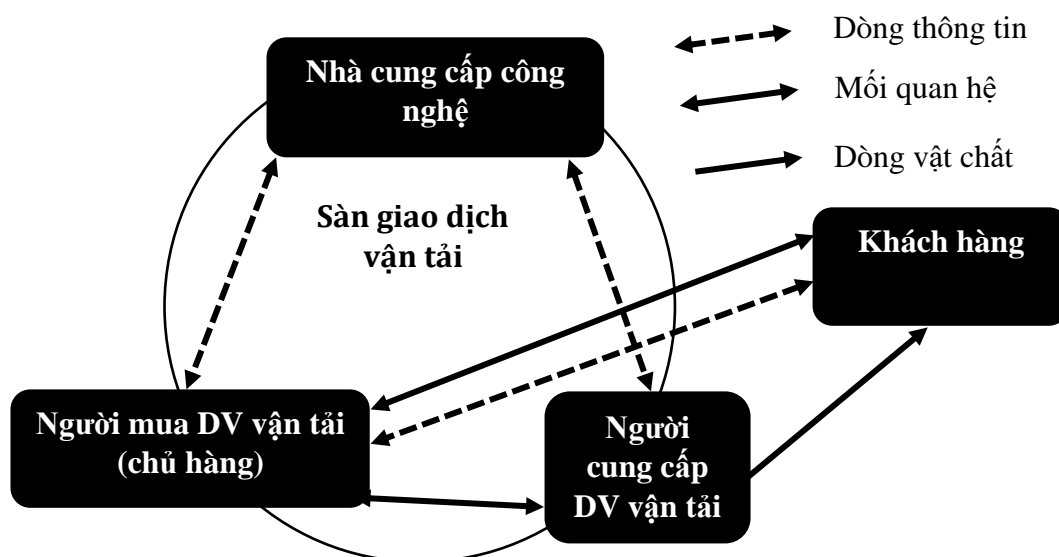 Dòng thông tin
Nhà cung cấp công
nghệ
Mối quan hệ
Dòng vật chất
Sàn giao dịch
vận tải
Khách hàng
Người mua DV vận tải
(chủ hàng)
Người
cung cấp
DV vận tải